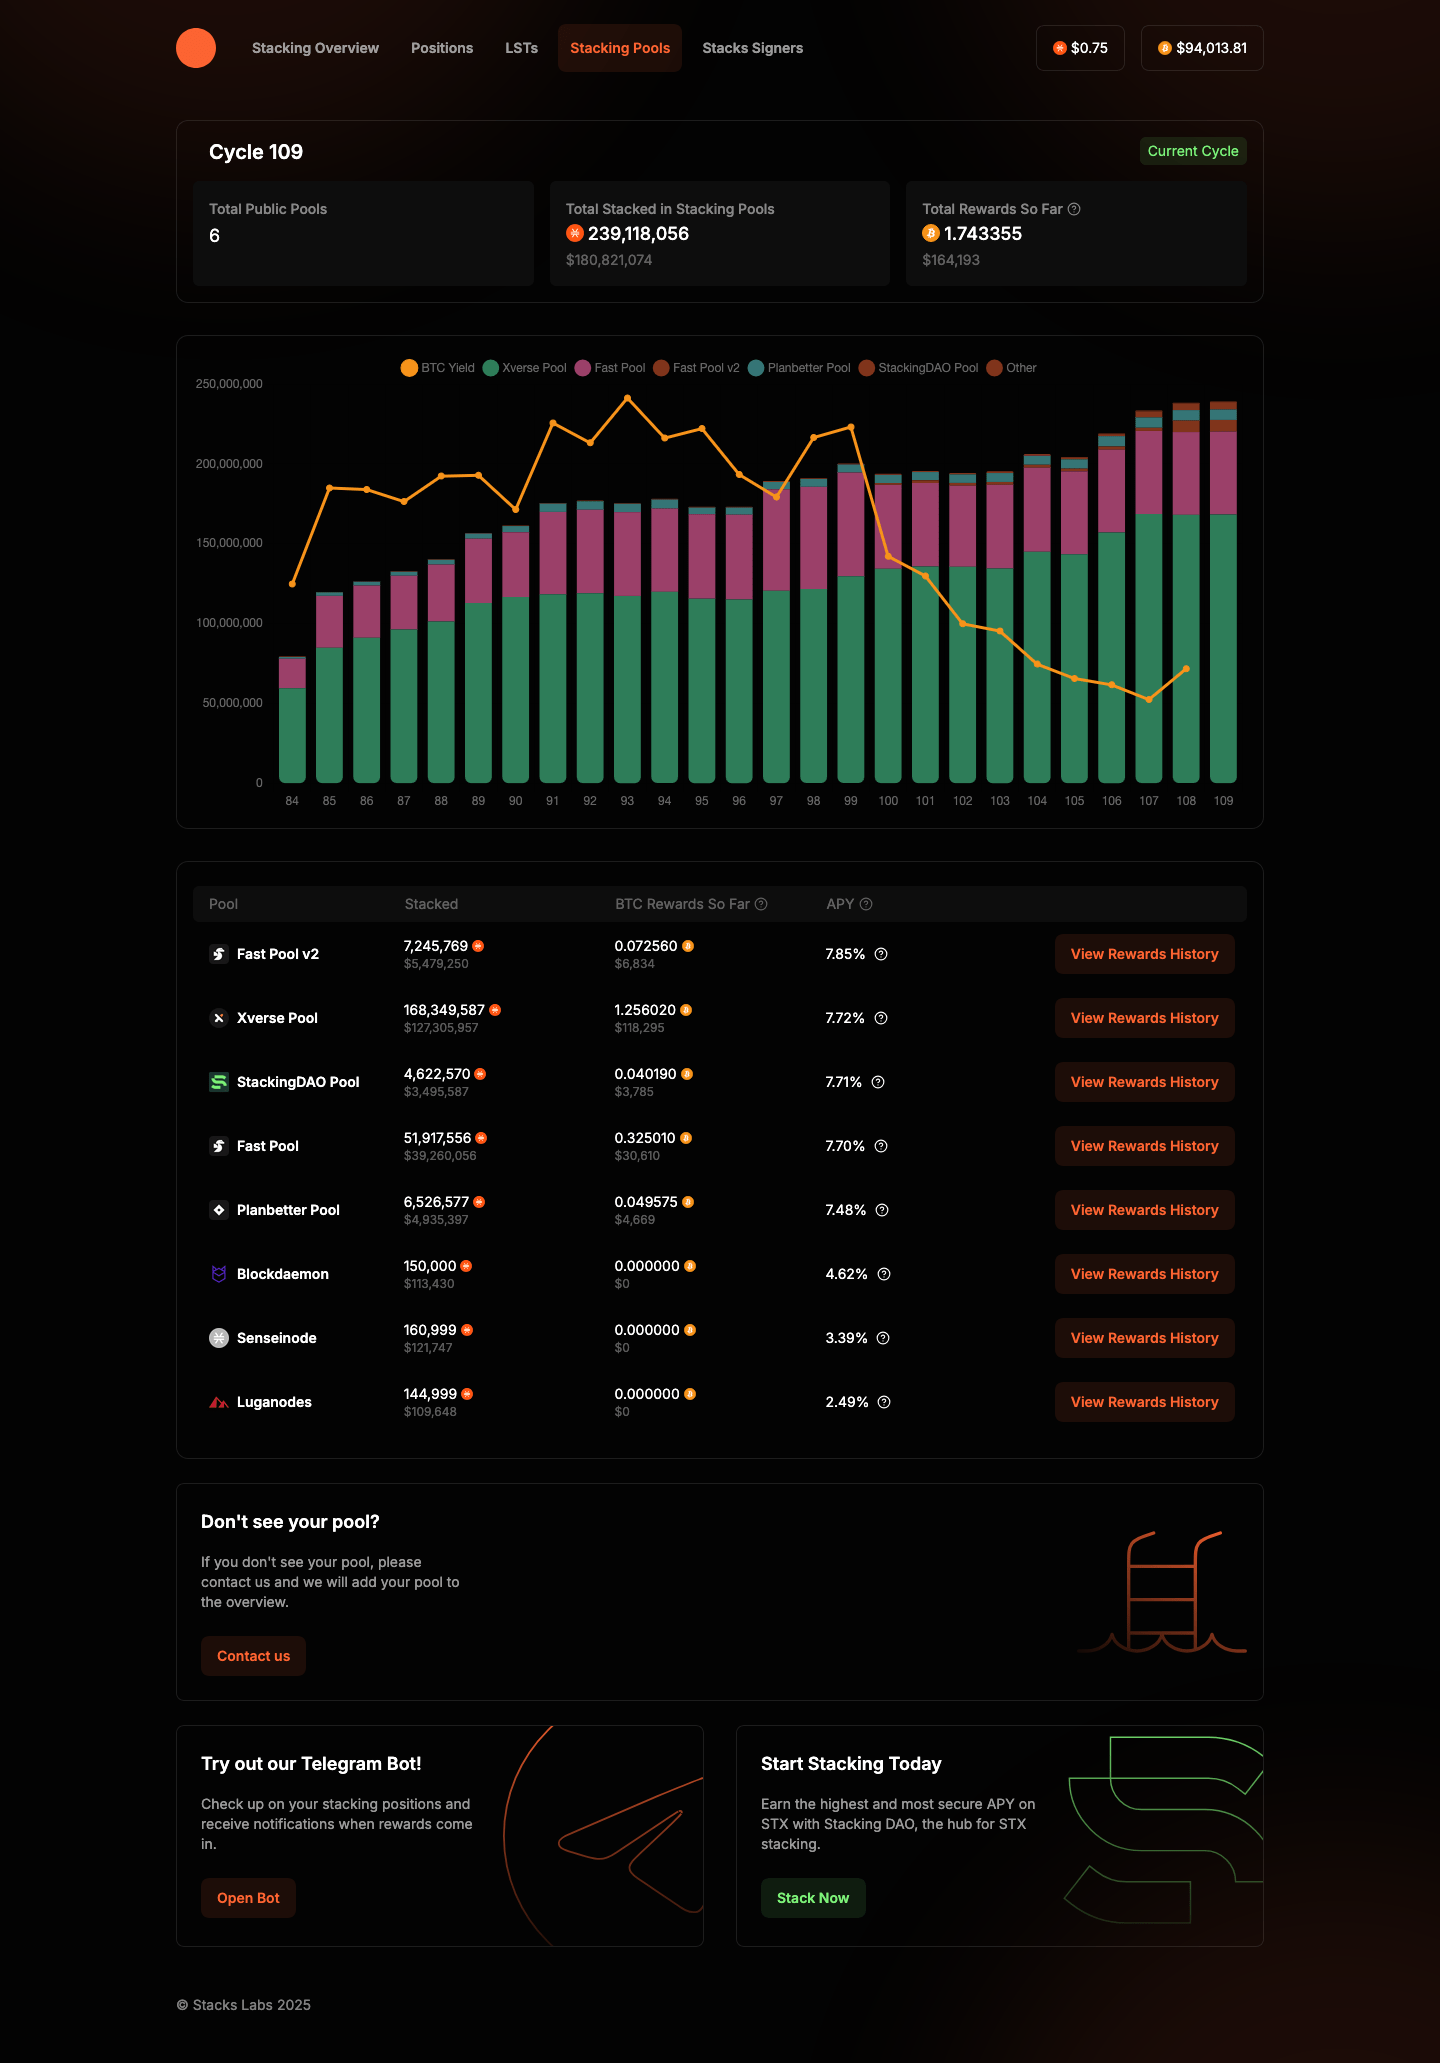 Stacking Overview
Positions
LSTs
Stacking Pools
Stacks Signers
$0.75
$94,013.81
Cycle 109
Current Cycle
Total Public Pools
6
Total Stacked in Stacking Pools
239,118,056
$180,821,074
Total Rewards So Far
1.743355
$164,193
BTC Yield
Xverse Pool
Fast Pool
Fast Pool v2
Planbetter Pool
StackingDAO Pool
Other
250,000,000
200,000,000
150,000,000
100,000,000
50,000,000
0
84 85 86 87 88 89 90 91 92 93 94 95 96 97 98 99 100 101 102 103 104 105 106 107 108 109
Pool Stacked BTC Rewards So Far APY
Fast Pool v2
7,245,769
$5,479,250
0.072560
$6,834
7.85%
View Rewards History
Xverse Pool
168,349,587
$127,305,957
1.256020
$118,295
7.72%
View Rewards History
StackingDAO Pool
4,622,570
$3,495,587
0.040190
$3,785
7.71%
View Rewards History
Fast Pool
51,917,556
$39,260,056
0.325010
$30,610
7.70%
View Rewards History
Planbetter Pool
6,526,577
$4,935,397
0.049575
$4,669
7.48%
View Rewards History
Blockdaemon
150,000
$113,430
0.000000
$0
4.62%
View Rewards History
Senseinode
160,999
$121,747
0.000000
$0
3.39%
View Rewards History
Luganodes
144,999
$109,648
0.000000
$0
2.49%
View Rewards History
Don't see your pool?
If you don't see your pool, please
contact us and we will add your pool to
the overview.
Contact us
Try out our Telegram Bot!
Check up on your stacking positions and
receive notifications when rewards come
in.
Open Bot
Start Stacking Today
Earn the highest and most secure APY on
STX with Stacking DAO, the hub for STX
stacking.
Stack Now
© Stacks Labs 2025